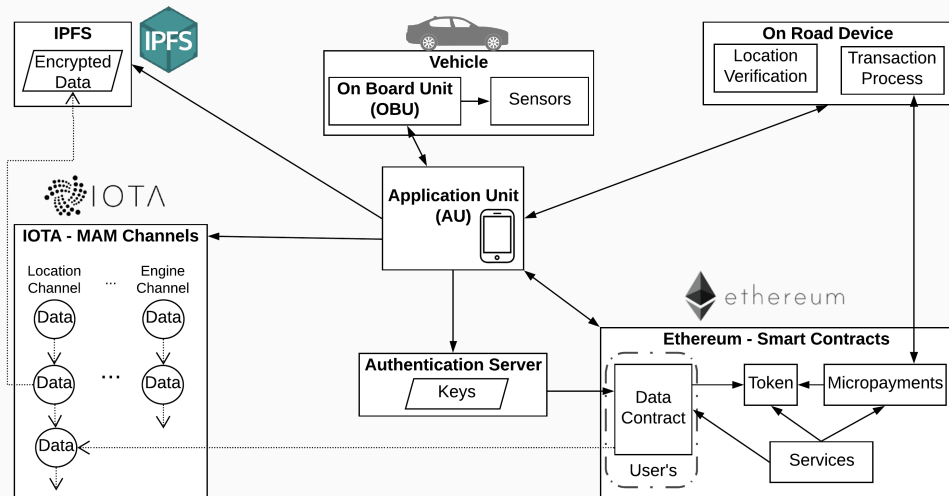 IPFS
Encrypted
Data
IPFS
Vehicle
On Board Unit
(OBU)
Sensors
On Road Device
Location
Verification
Transaction
Process
Application Unit
(AU)
IOTA
IOTA - MAM Channels
Location
Channel
...
Engine
Channel
Data
Data
Data
...
Data
Data
Authentication Server
Keys
ethereum
Ethereum - Smart Contracts
Data
Contract
User's
Token
Micropayments
Services